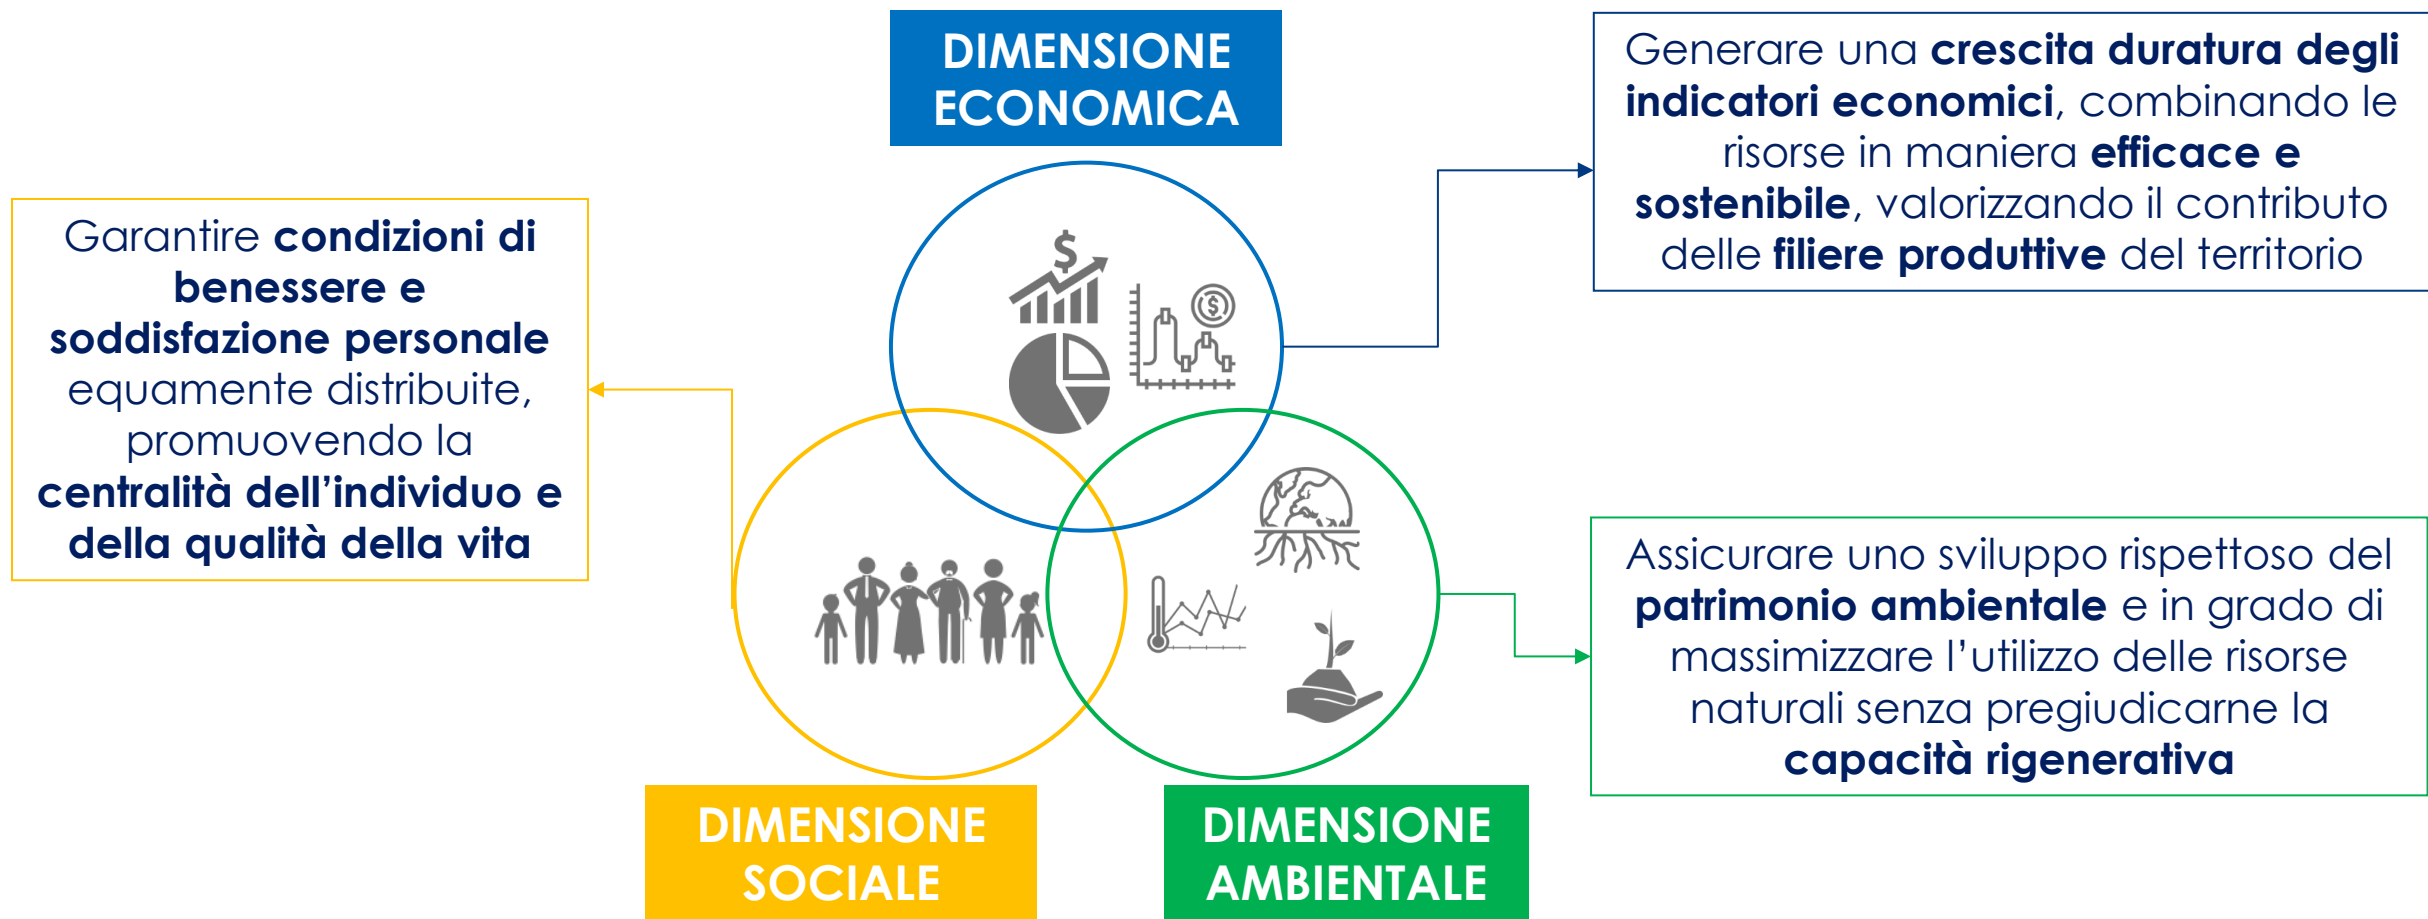 DIMENSIONE
ECONOMICA
Generare una crescita duratura degli
indicatori economici, combinando le
risorse in maniera efficace e
sostenibile, valorizzando il contributo
delle filiere produttive del territorio
Garantire condizioni di
benessere e
soddisfazione personale
equamente distribuite,
promuovendo la
centralità dell’individuo e
della qualità della vita
$
$
Assicurare uno sviluppo rispettoso del
patrimonio ambientale e in grado di
massimizzare l’utilizzo delle risorse
naturali senza pregiudicarne la
capacità rigenerativa
DIMENSIONE
SOCIALE
DIMENSIONE
AMBIENTALE